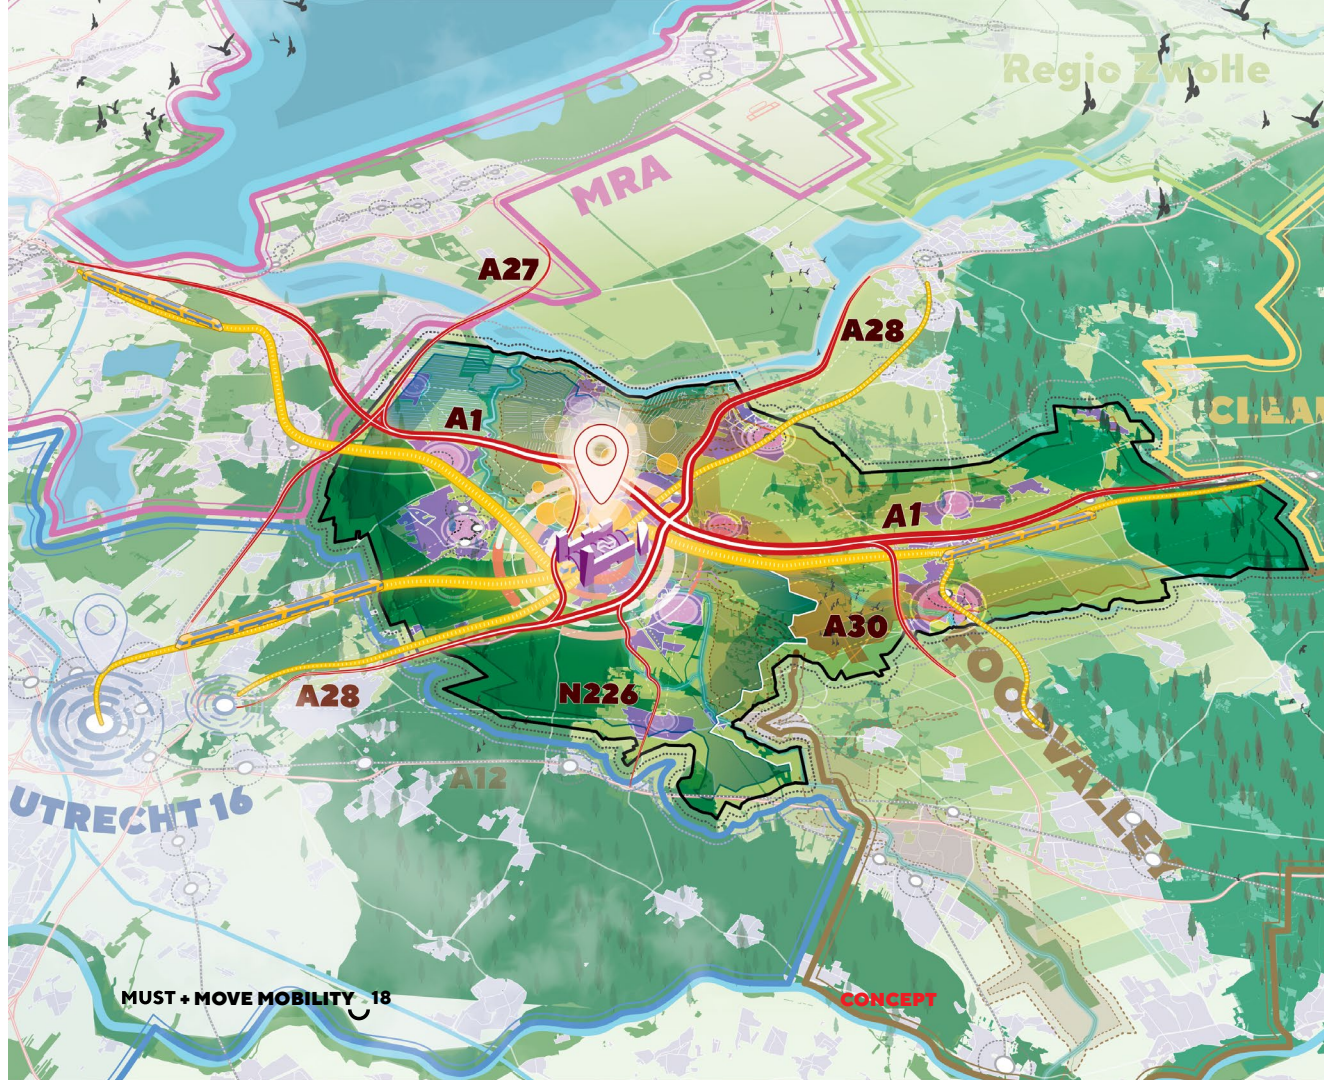 Regio Zwolle
MRA
A27
A28
A1
CLEA
A1
A30
FOODVALLEY
A28
N226
A12
UTRECHT 16
MUST + MOVE MOBILITY 18
CONCEPT